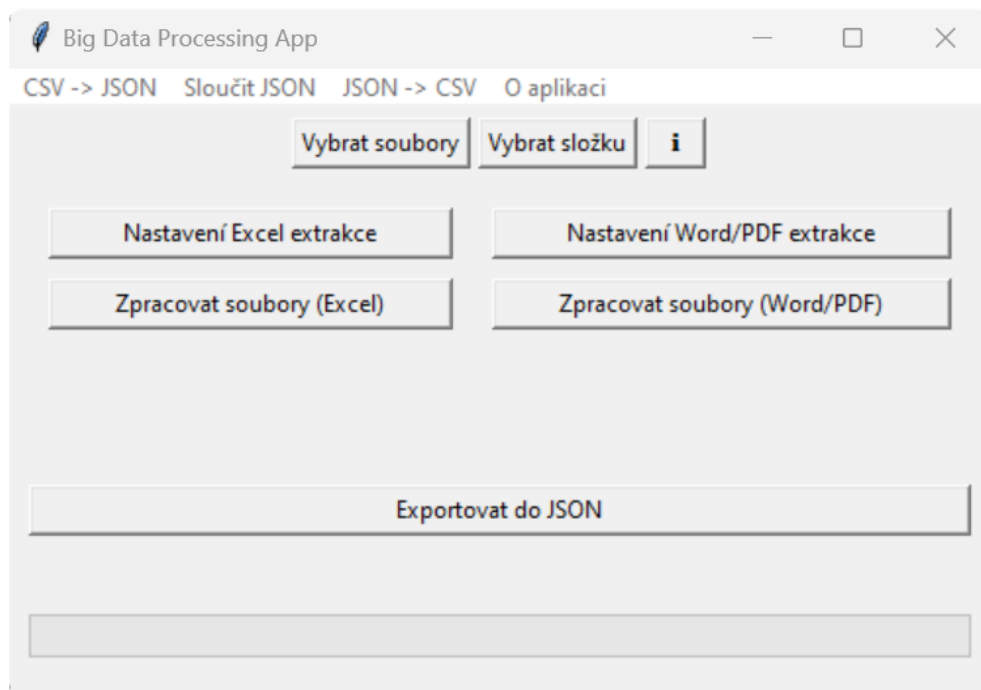 Big Data Processing App
CSV -> JSON Sloučit JSON JSON -> CSV O aplikaci
Vybrat soubory Vybrat složku i
Nastavení Excel extrakce Nastavení Word/PDF extrakce
Zpracovat soubory (Excel) Zpracovat soubory (Word/PDF)
Exportovat do JSON